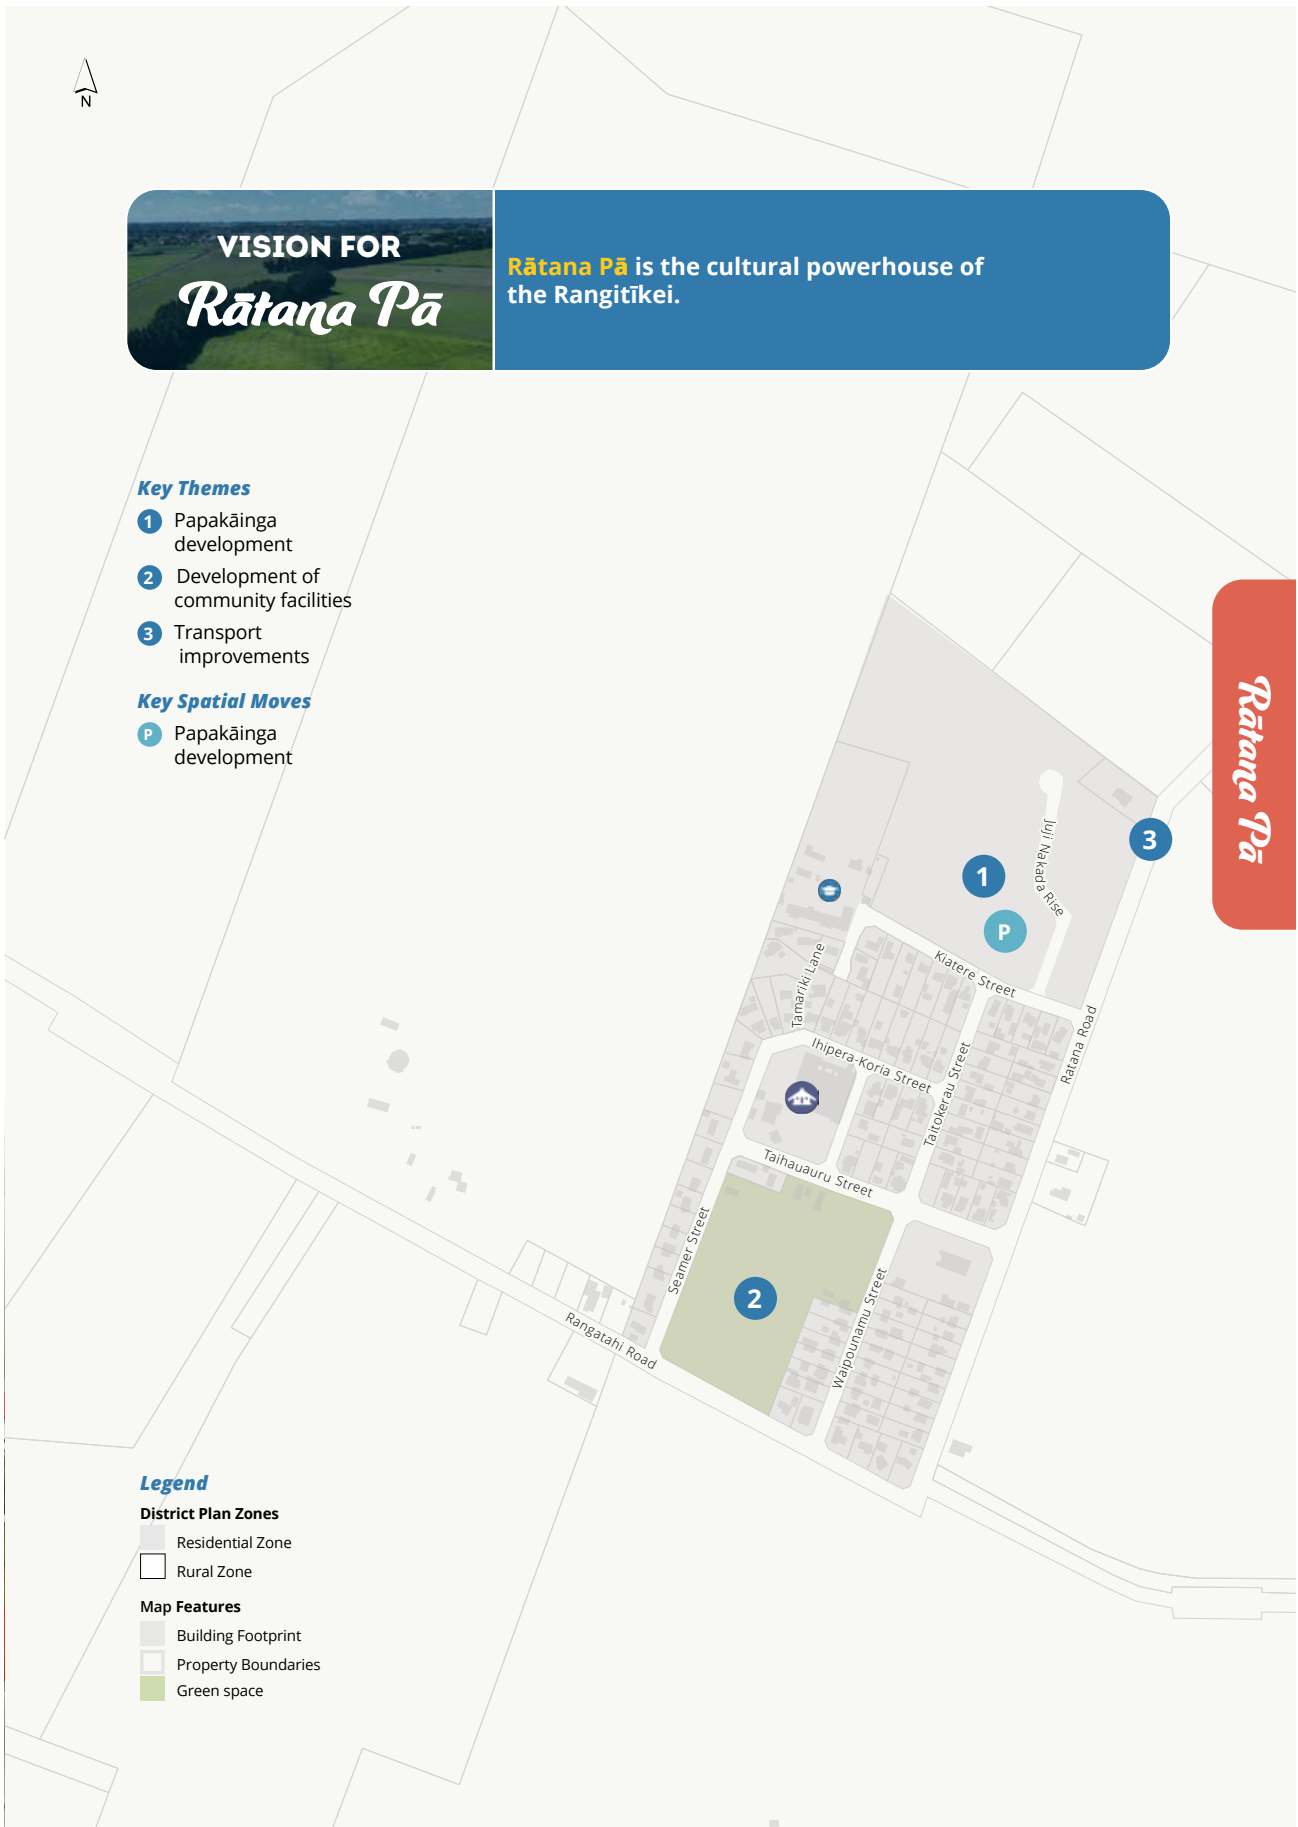 N
VISION FOR
Rātana Pā
Rātana Pā is the cultural powerhouse of
the Rangitīkei.
Key Themes
1 Papakāinga
development
2 Development of
community facilities
3 Transport
improvements
Key Spatial Moves
P Papakāinga
development
Rātana Pā
3
1
P
Juji Nakada Rise
Kiatere Street
Tamariki Lane
Ratana Road
Ihipera-Koria Street
Taitokerau Street
Taihauauru Street
Seamer Street
2
Waipounamu Street
Rangatahi Road
Legend
District Plan Zones
Residential Zone
Rural Zone
Map Features
Building Footprint
Property Boundaries
Green space